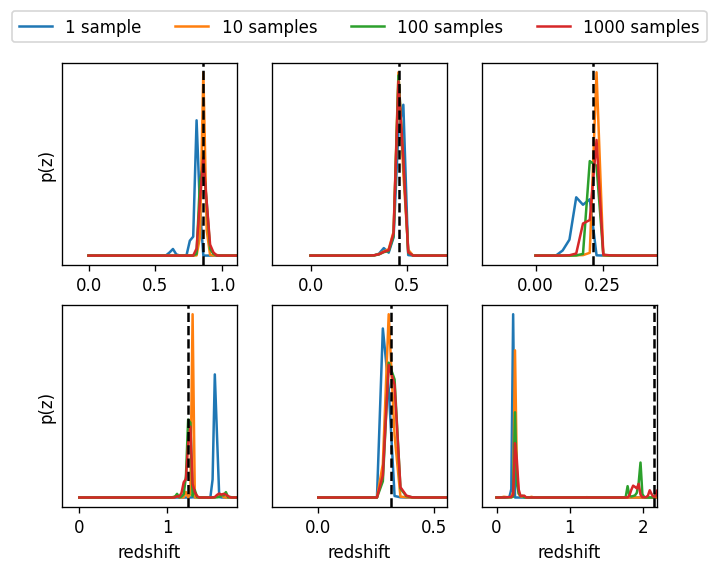 1 sample 10 samples 100 samples 1000 samples
p(z)
0.0 0.5 1.0 0.0 0.5 0.00 0.25
p(z)
0 1 0.0 0.5 0 1 2
redshift redshift redshift